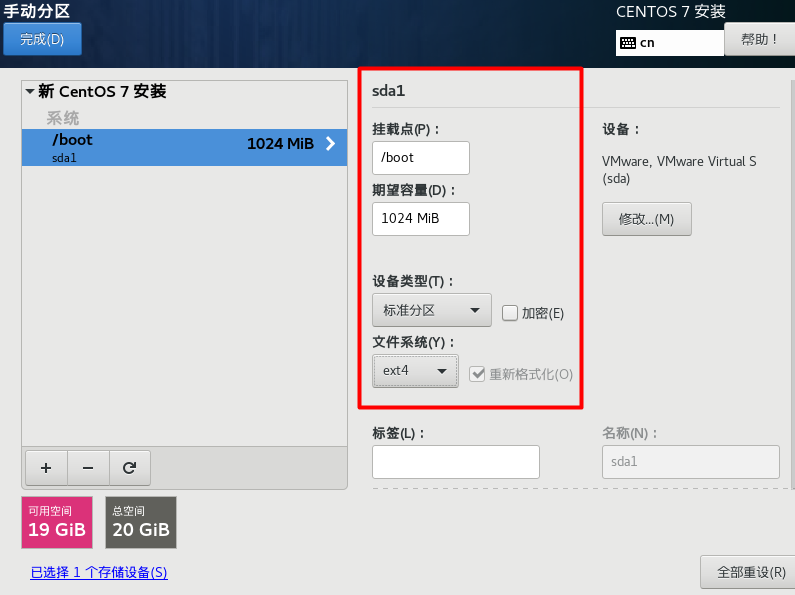 手动分区
CENTOS 7 安装
完成(D)
cn
帮助！
新 CentOS 7 安装
系统
/boot
1024 MiB
sda1
sda1
挂载点(P)：
/boot
期望容量(D)：
1024 MiB
设备类型(T)：
标准分区
加密(E)
文件系统(Y)：
ext4
重新格式化(O)
设备：
VMware, VMware Virtual S
(sda)
修改...(M)
标签(L)：
名称(N)：
sda1
可用空间
19 GiB
总空间
20 GiB
已选择 1 个存储设备(S)
全部重设(R)